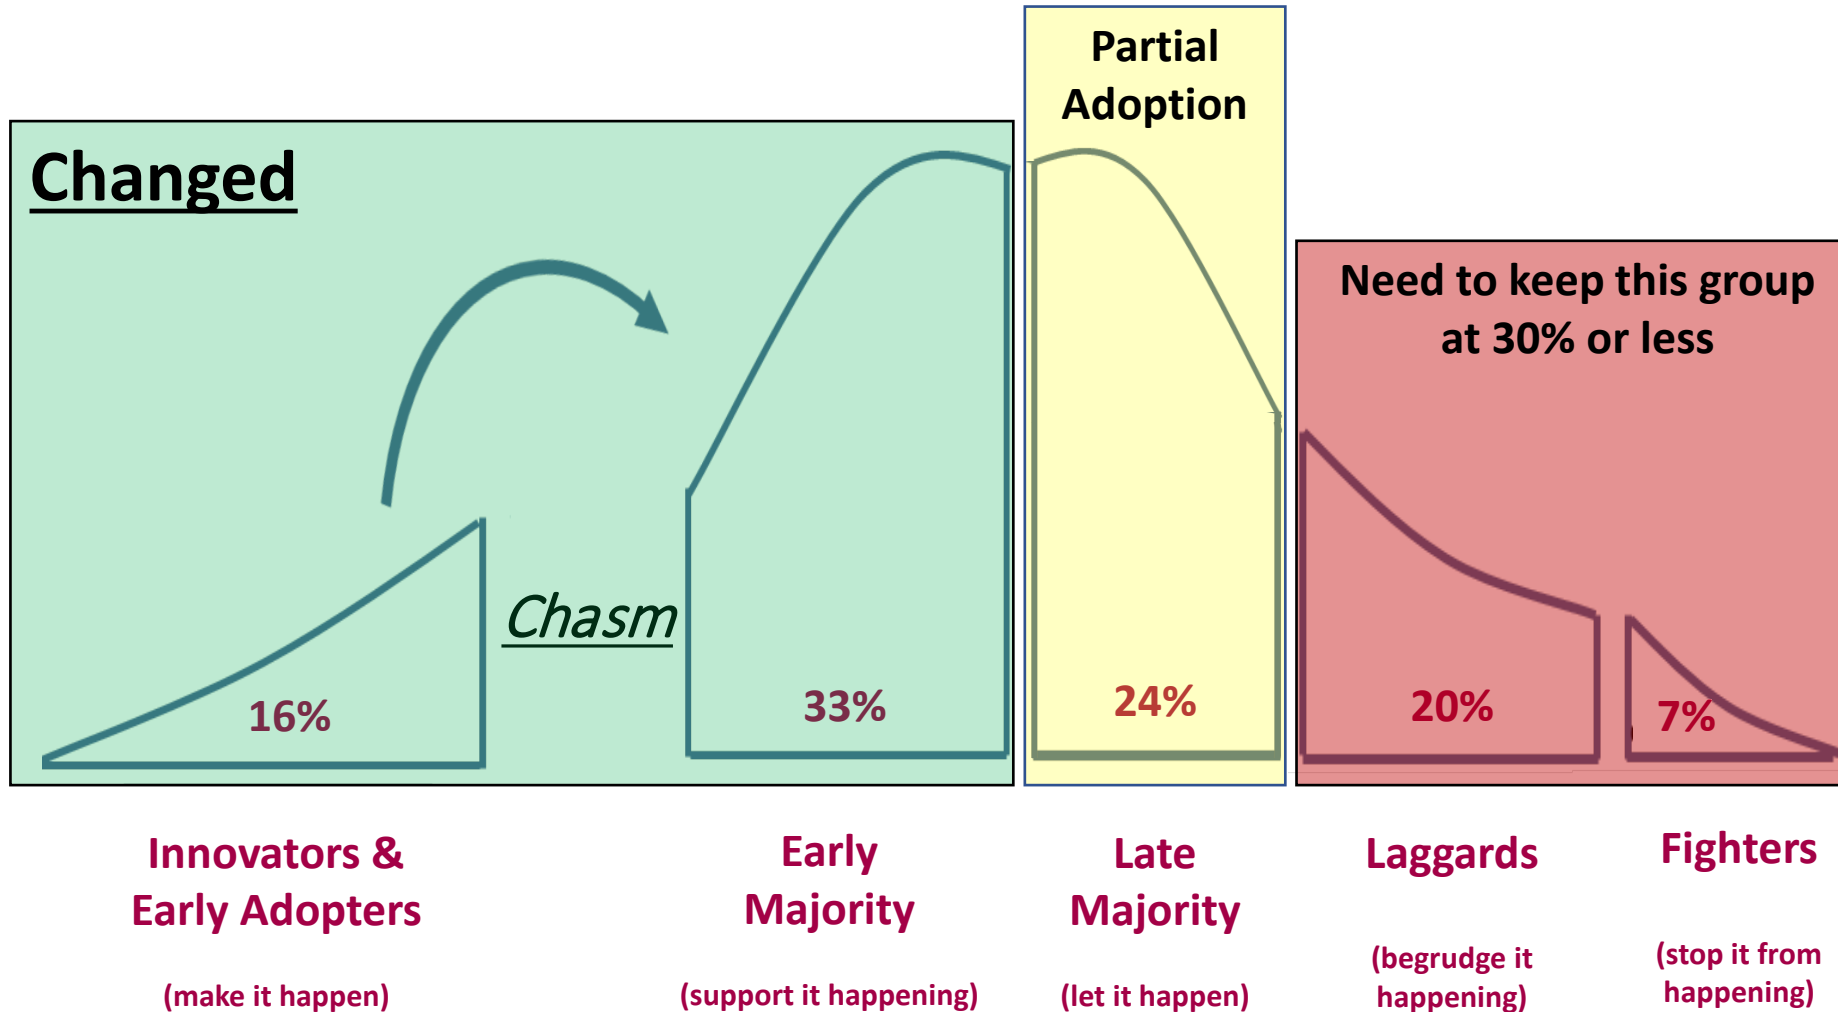 Partial
Adoption
Changed
Need to keep this group
at 30% or less
Chasm
16%
33%
24%
20%
7%
Innovators &
Early Adopters
(make it happen)
Early
Majority
(support it happening)
Late
Majority
(let it happen)
Laggards
(begrudge it
happening)
Fighters
(stop it from
happening)